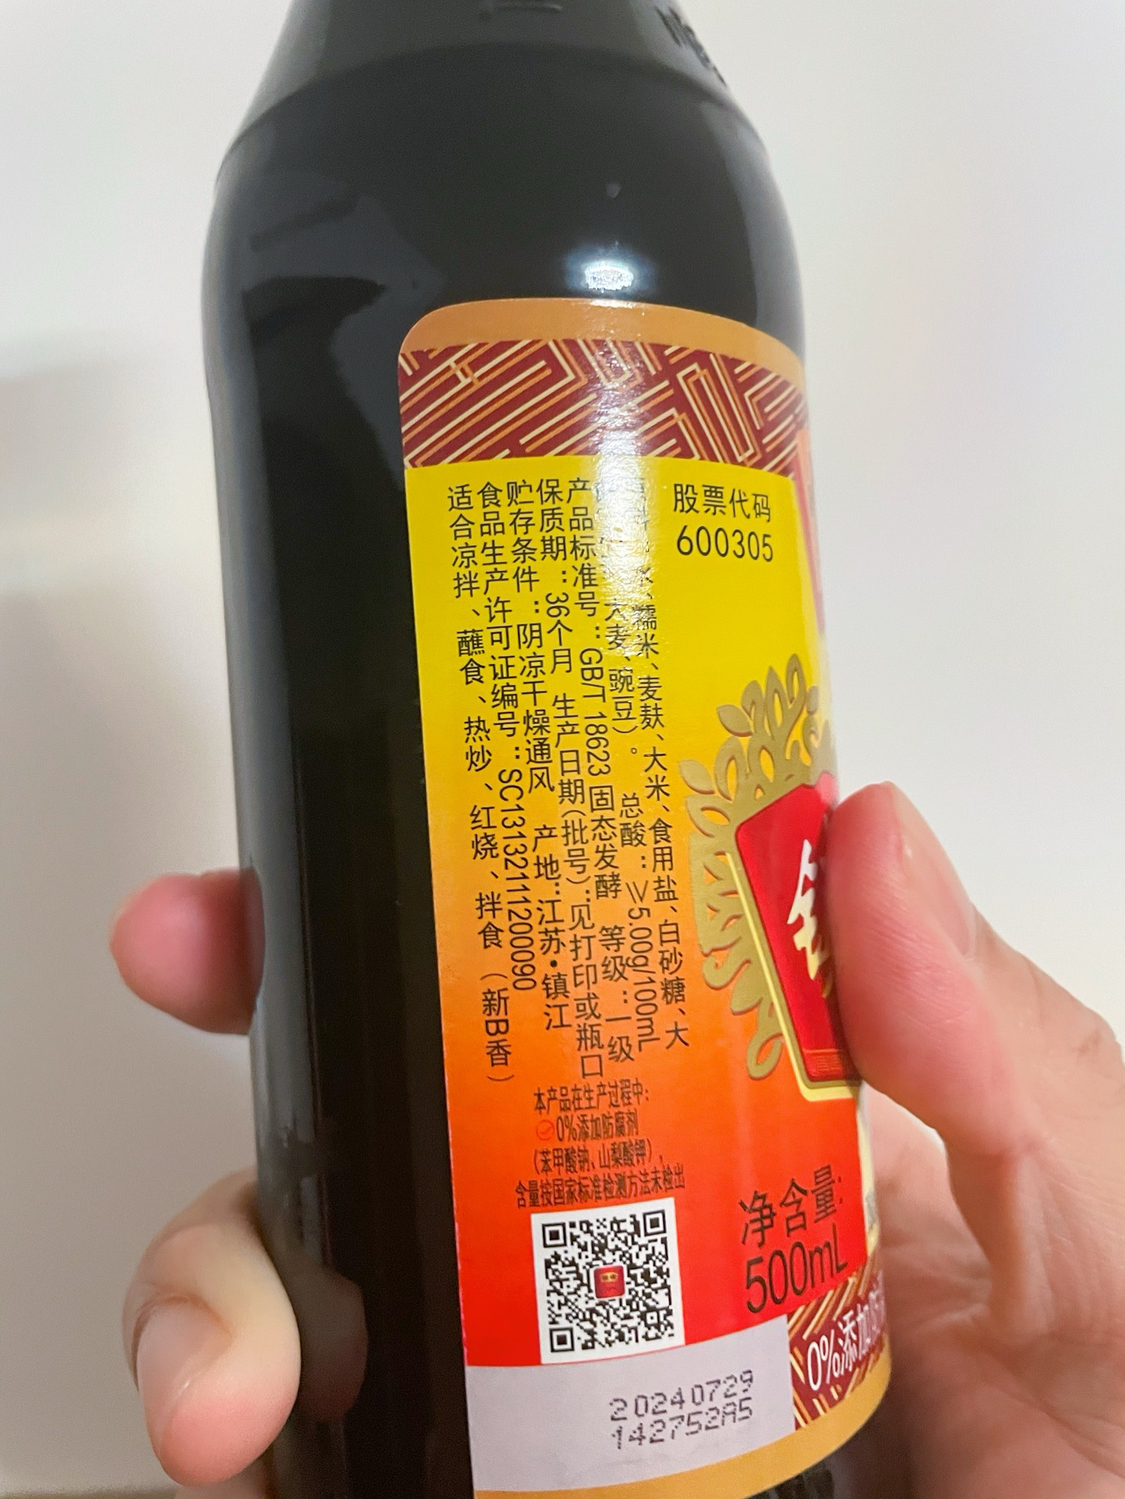 股票代码
600305
水、糯米、麦麸、大米、食用盐、白砂糖、大
大麦、豌豆)。 总酸:≥5.00g/100mL
产品标准号:GB/T 18623 固态发酵 等级:一级
保质期:36个月 生产日期(批号):见打印或瓶口
贮存条件:阴凉干燥通风 产地:江苏·镇江
食品生产许可证编号:SC13132111200090
适合凉拌、蘸食、热炒、红烧、拌食(新B香)
本产品在生产过程中:
0%添加防腐剂
(苯甲酸钠、山梨酸钾),
含量按国家标准检测方法未检出
净含量:
500mL
0%添加
20240729
142752A5